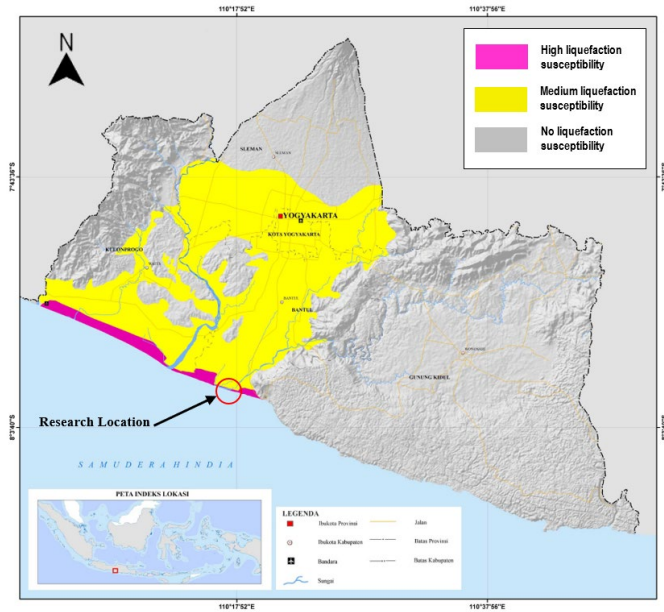 110°17'52"E
110°37'56"E
N
High liquefaction
susceptibility
Medium liquefaction
susceptibility
No liquefaction
susceptibility
7°43'36"S
SLEMAN
SLEMAN
YOGYAKARTA
KOTA YOGYAKARTA
KULONPROGO
BANTUL
BANTUL
GUNUNG KIDUL
Research Location
8°3'40"S
SAMUDERA HINDIA
PETA INDEKS LOKASI
LEGENDA
Ibukota Provinsi
Jalan
Ibukota Kabupaten
Batas Provinsi
Bandara
Batas Kabupaten
Sungai
110°17'52"E
110°37'56"E